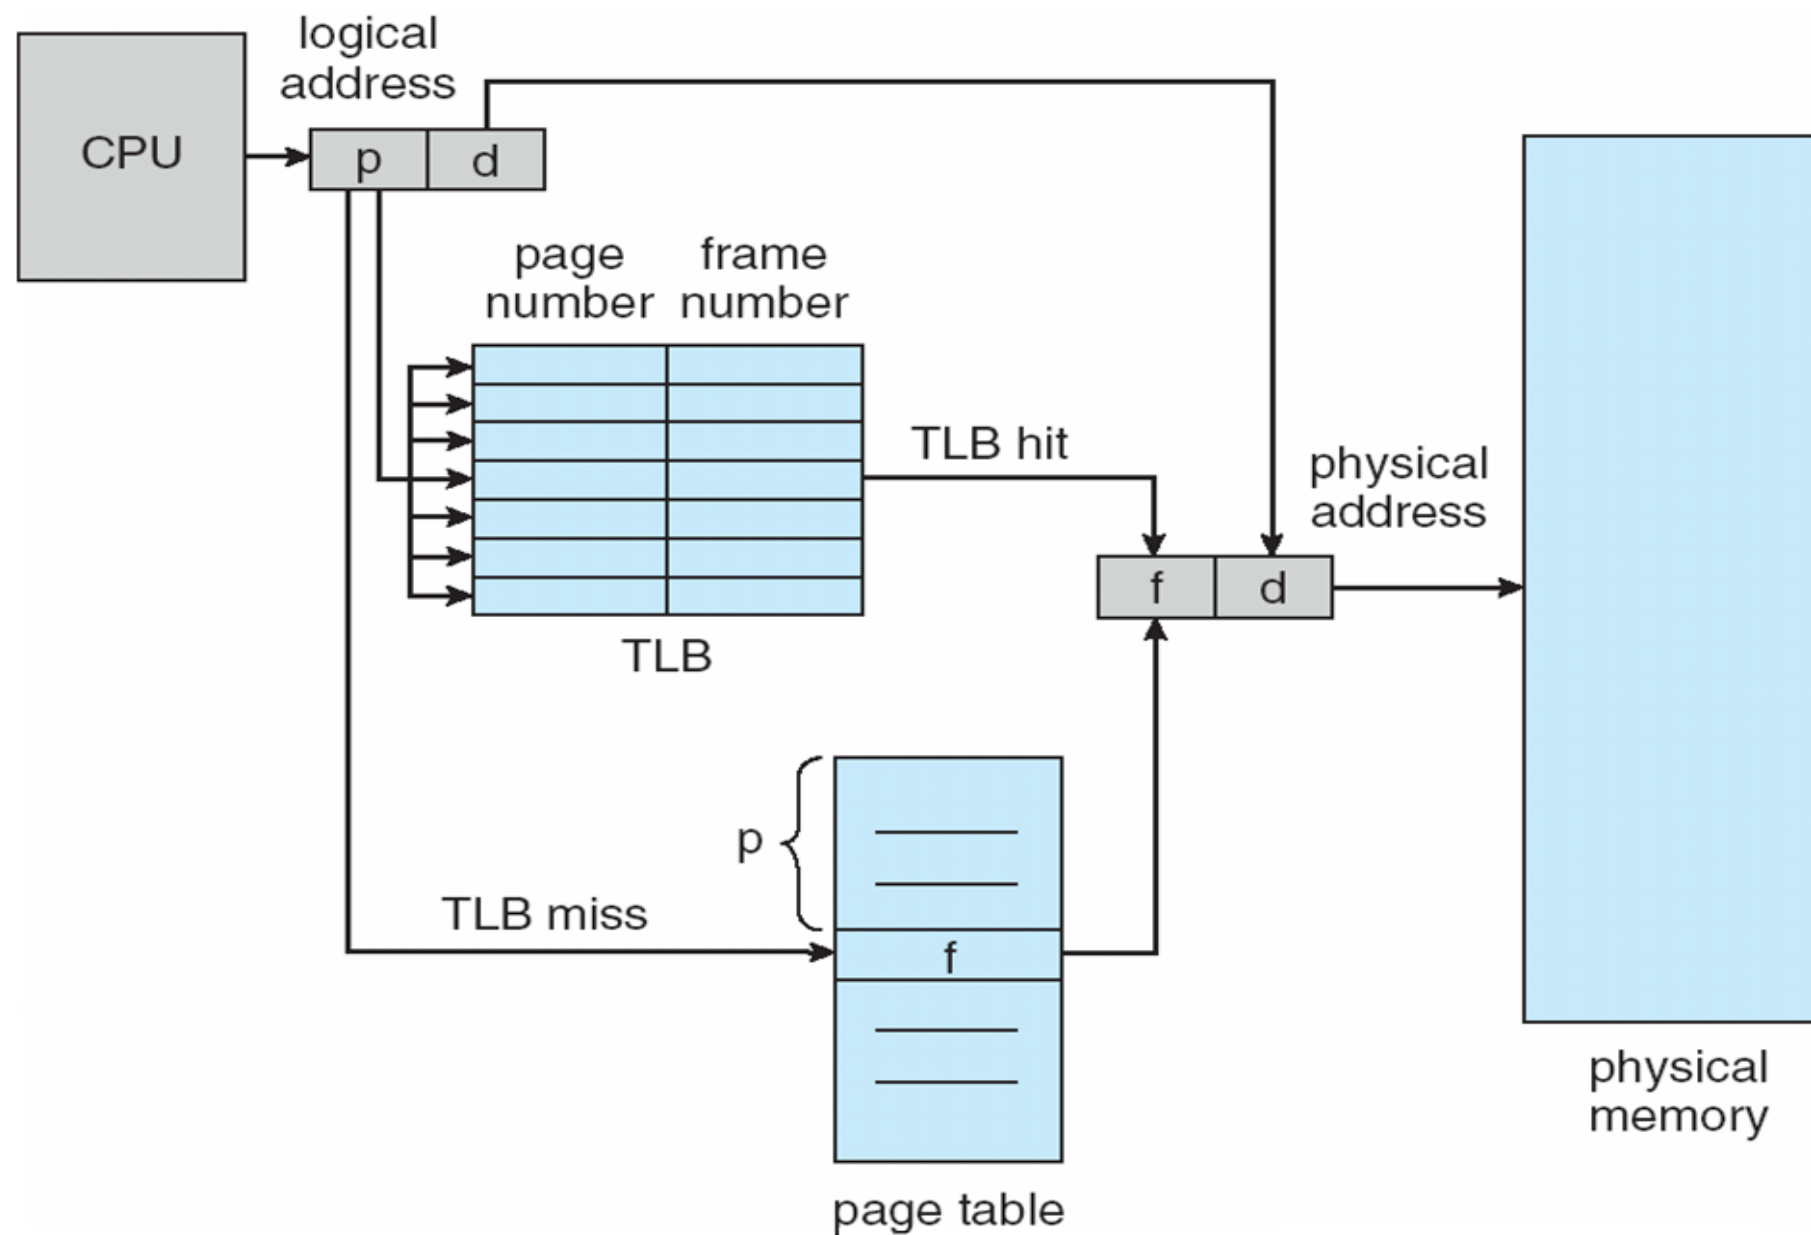 logical
address
CPU
p
d
page
number
frame
number
TLB hit
physical
address
f
d
TLB
p
TLB miss
f
physical
memory
page table